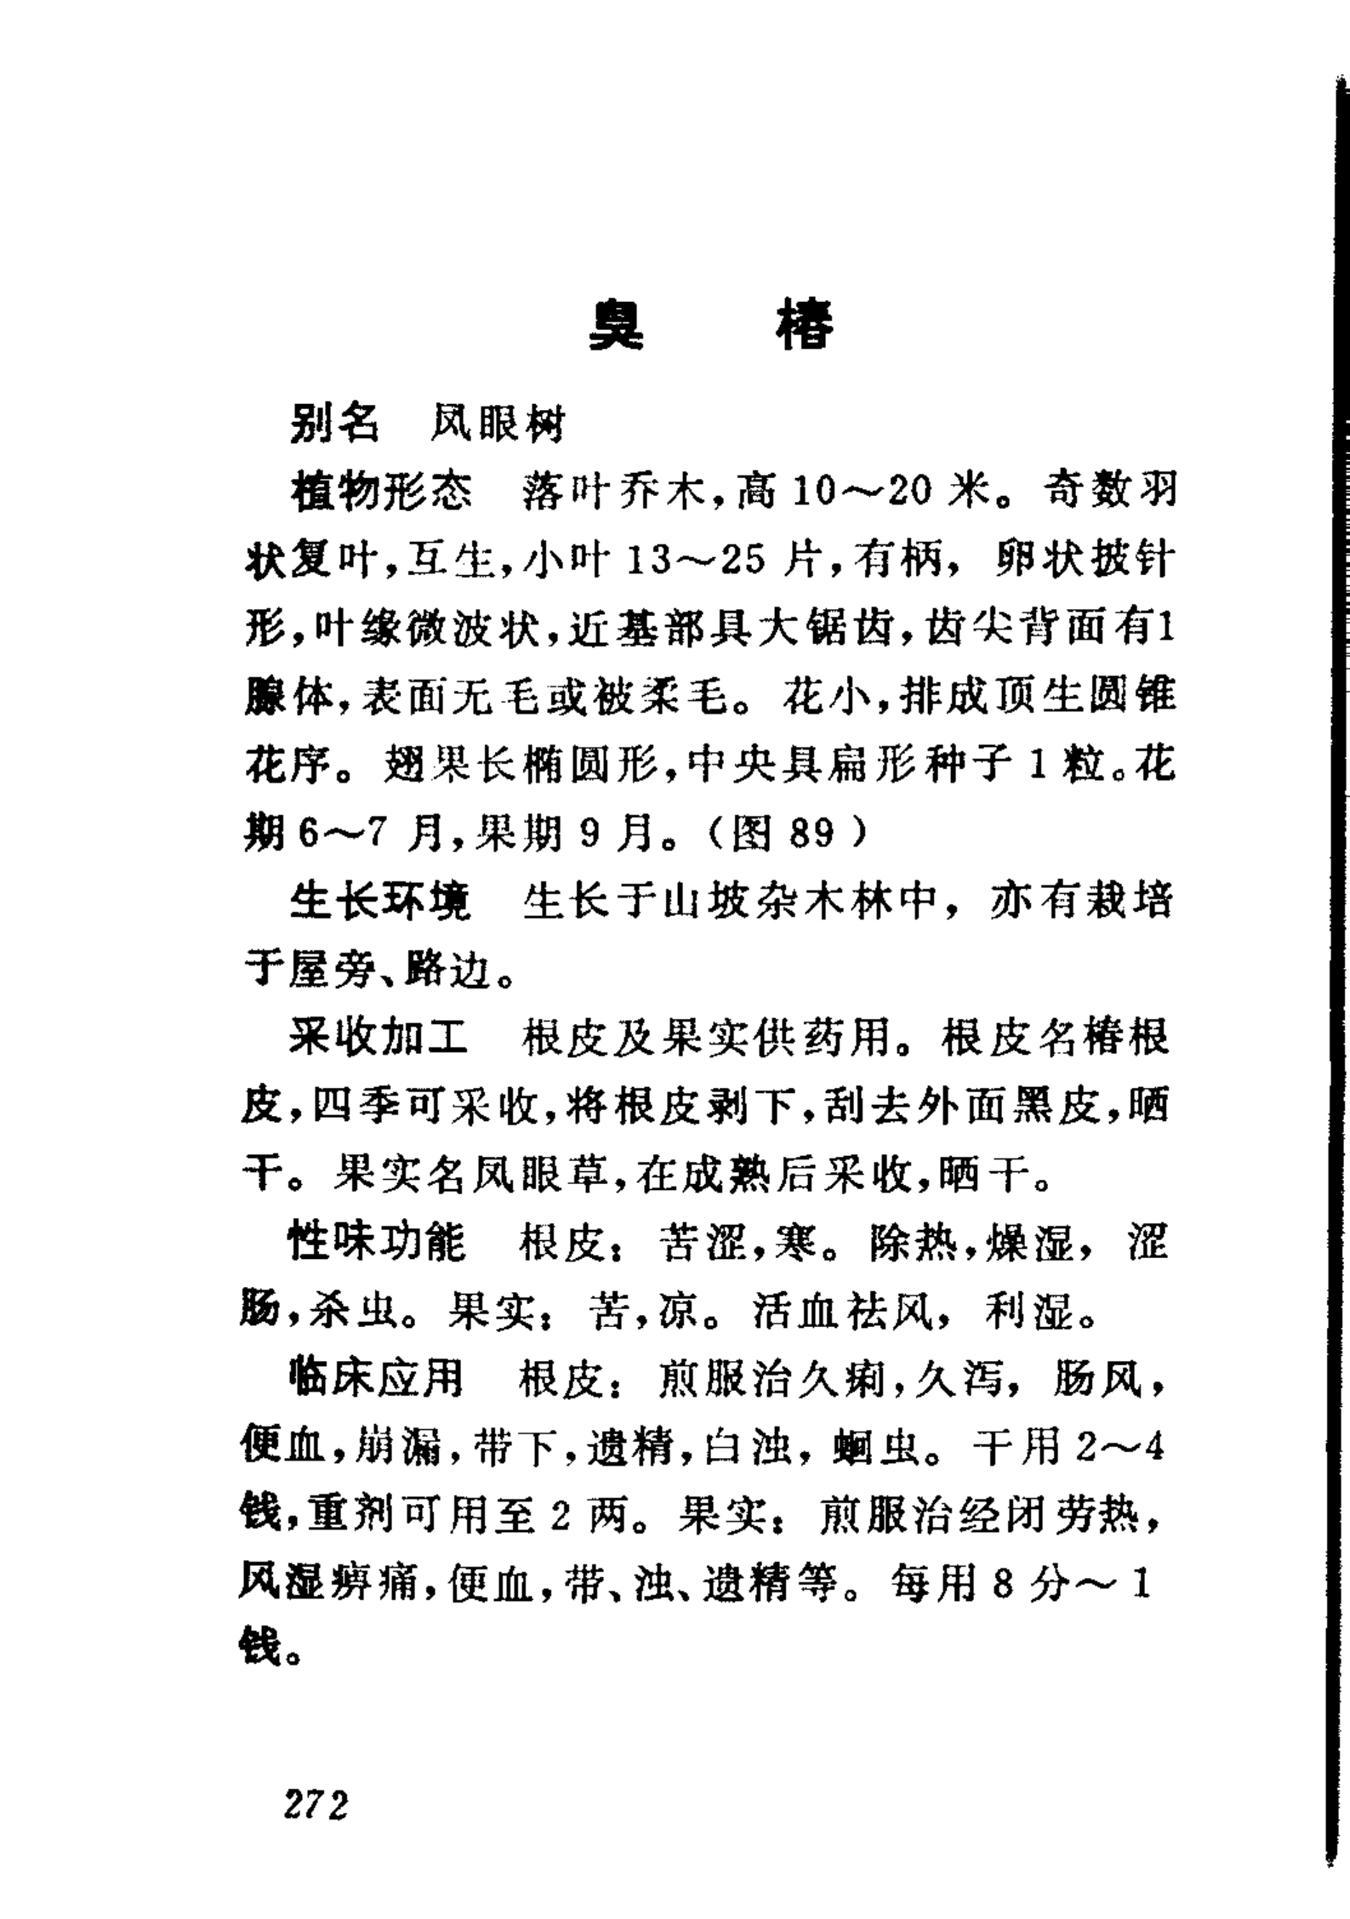 臭　　椿
别名　凤眼树
植物形态　落叶乔木，高10～20米。奇数羽
状复叶，互生，小叶13～25片，有柄，卵状披针
形，叶缘微波状，近基部具大锯齿，齿尖背面有1
腺体，表面无毛或被柔毛。花小，排成顶生圆锥
花序。翅果长椭圆形，中央具扁形种子1粒。花
期6～7月，果期9月。（图89）
生长环境　生长于山坡杂木林中，亦有栽培
于屋旁、路边。
采收加工　根皮及果实供药用。根皮名椿根
皮，四季可采收，将根皮剥下，刮去外面黑皮，晒
干。果实名凤眼草，在成熟后采收，晒干。
性味功能　根皮：苦涩，寒。除热，燥湿，涩
肠，杀虫。果实：苦，凉。活血祛风，利湿。
临床应用　根皮：煎服治久痢，久泻，肠风，
便血，崩漏，带下，遗精，白浊，蛔虫。干用2～4
钱，重剂可用至2两。果实：煎服治经闭劳热，
风湿痹痛，便血，带、浊、遗精等。每用8分～1
钱。
272